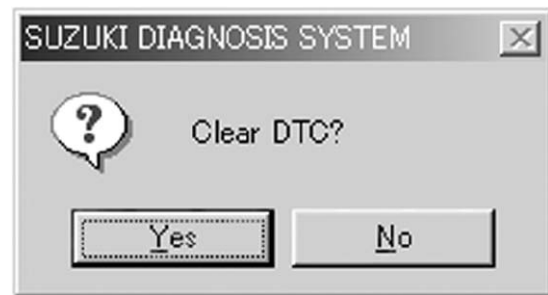 SUZUKI DIAGNOSIS SYSTEM
?
Clear DTC?
Yes
No